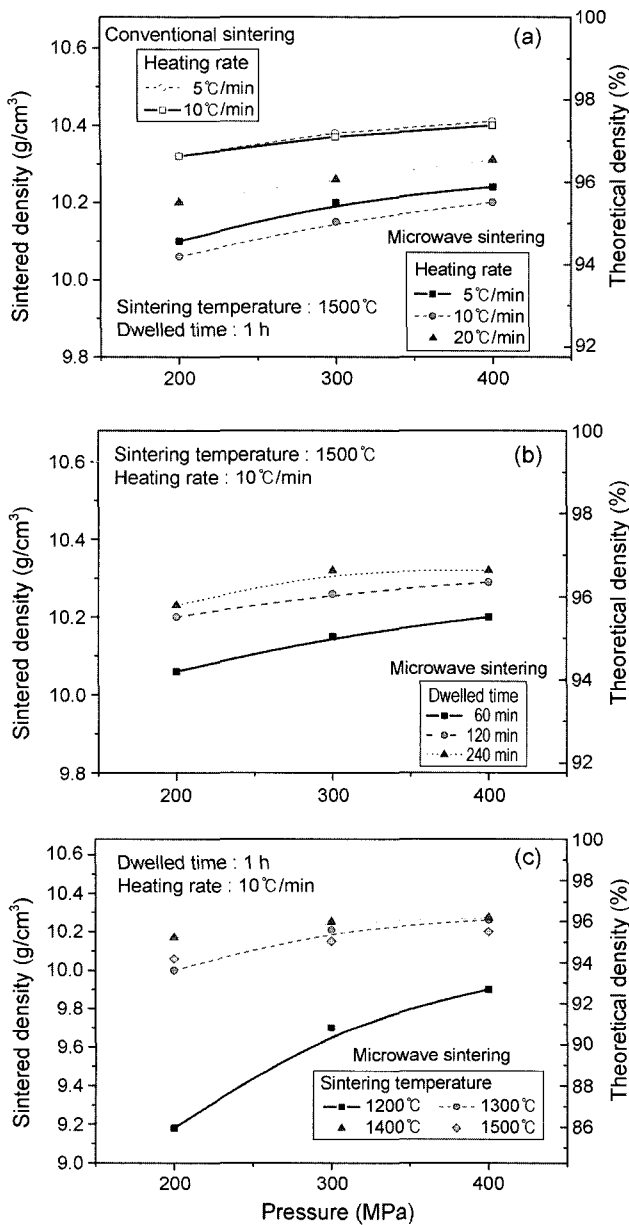 (a)
Conventional sintering
Heating rate
5℃/min
10℃/min
Microwave sintering
Heating rate
5℃/min
10℃/min
20℃/min
Sintering temperature : 1500℃
Dwelled time : 1 h
Sintered density (g/cm³)
10.6
10.4
10.2
10.0
9.8
Theoretical density (%)
100
98
96
94
92
200 300 400
(b)
Sintering temperature : 1500℃
Heating rate : 10℃/min
Microwave sintering
Dwelled time
60 min
120 min
240 min
Sintered density (g/cm³)
10.6
10.4
10.2
10.0
9.8
Theoretical density (%)
100
98
96
94
92
200 300 400
(c)
Dwelled time : 1 h
Heating rate : 10℃/min
Microwave sintering
Sintering temperature
1200℃ 1300℃
1400℃ 1500℃
Sintered density (g/cm³)
10.6
10.4
10.2
10.0
9.8
9.6
9.4
9.2
9.0
Theoretical density (%)
100
98
96
94
92
90
88
86
200 300 400
Pressure (MPa)